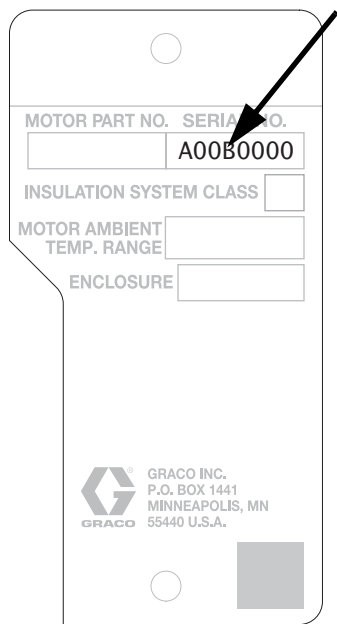 MOTOR PART NO. SERIAL NO.
A00B0000
INSULATION SYSTEM CLASS
MOTOR AMBIENT
TEMP. RANGE
ENCLOSURE
GRACO INC.
P.O. BOX 1441
MINNEAPOLIS, MN
55440 U.S.A.
GRACO